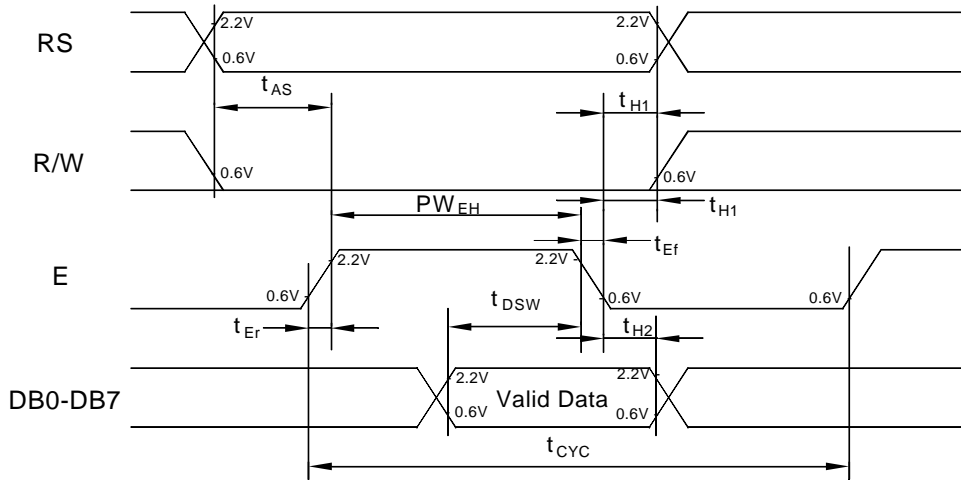 RS
2.2V
2.2V
0.6V
0.6V
tAS
tH1
R/W
0.6V
0.6V
PWEH
tH1
tEf
E
2.2V
2.2V
0.6V
0.6V
0.6V
tEr
tDSW
tH2
DB0-DB7
2.2V
Valid Data
2.2V
0.6V
0.6V
tCYC